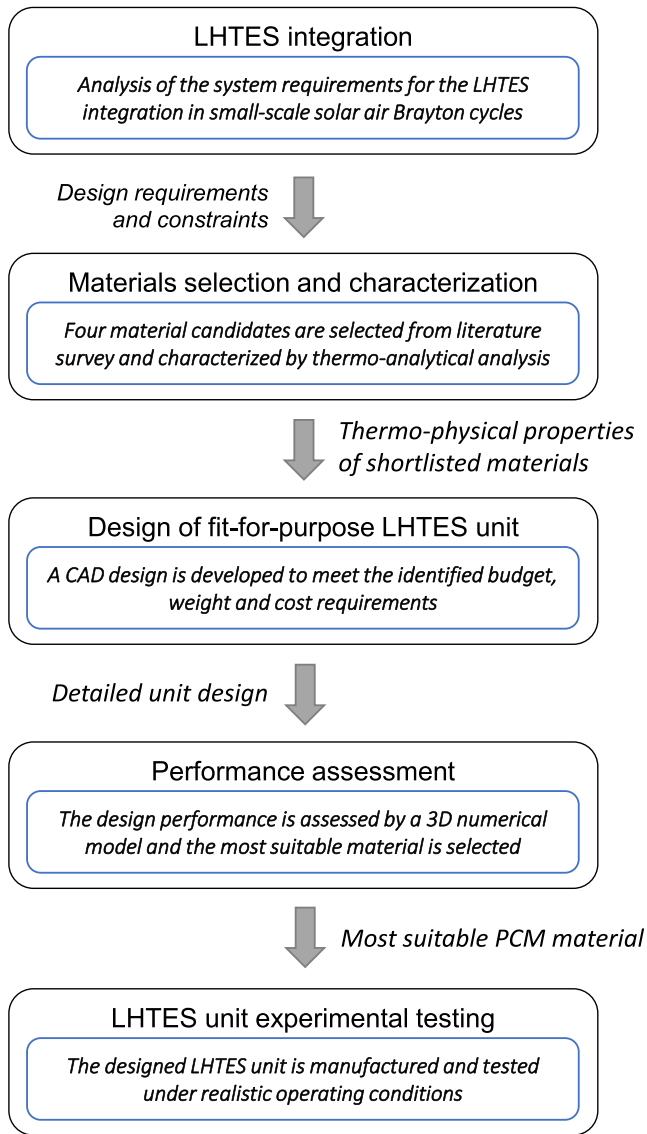 LHTES integration
Analysis of the system requirements for the LHTES
integration in small-scale solar air Brayton cycles
Design requirements
and constraints
Materials selection and characterization
Four material candidates are selected from literature
survey and characterized by thermo-analytical analysis
Thermo-physical properties
of shortlisted materials
Design of fit-for-purpose LHTES unit
A CAD design is developed to meet the identified budget,
weight and cost requirements
Detailed unit design
Performance assessment
The design performance is assessed by a 3D numerical
model and the most suitable material is selected
Most suitable PCM material
LHTES unit experimental testing
The designed LHTES unit is manufactured and tested
under realistic operating conditions